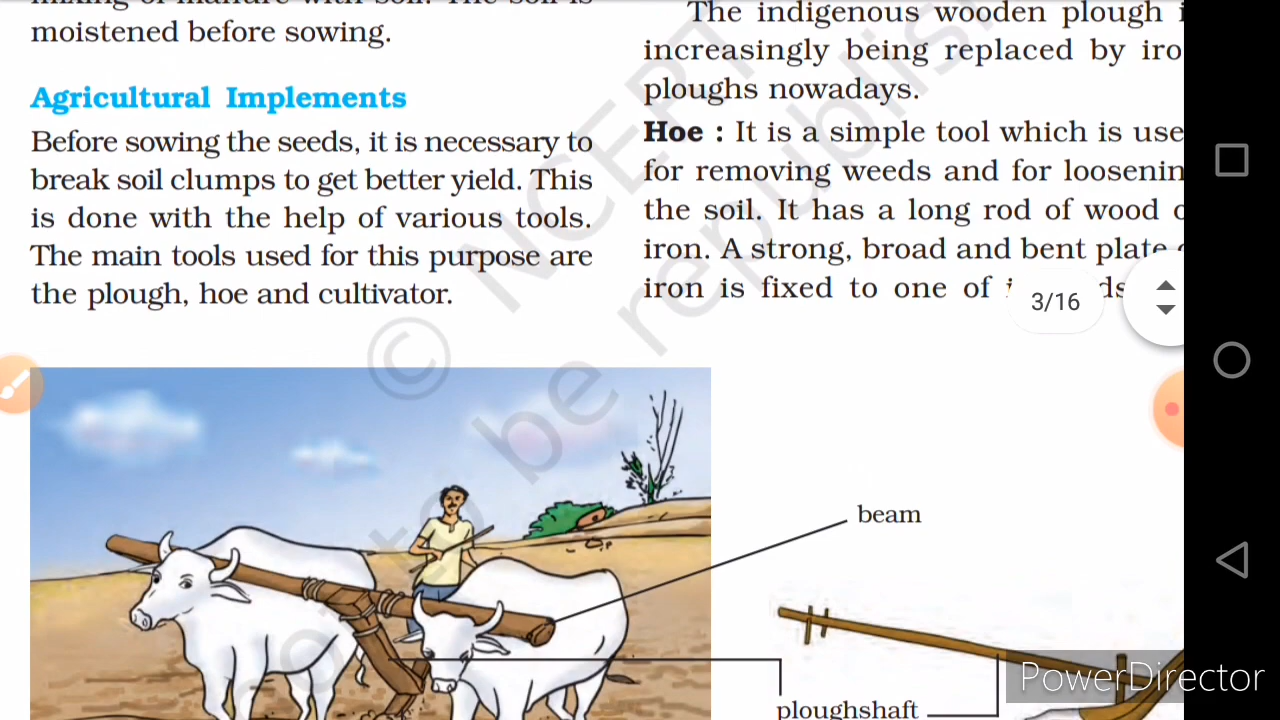 moistened before sowing.
Agricultural Implements
Before sowing the seeds, it is necessary to
break soil clumps to get better yield. This
is done with the help of various tools.
The main tools used for this purpose are
the plough, hoe and cultivator.
The indigenous wooden plough
increasingly being replaced by iro
ploughs nowadays.
Hoe : It is a simple tool which is use
for removing weeds and for loosenin
the soil. It has a long rod of wood
iron. A strong, broad and bent plate
iron is fixed to one of
3/16
© NCERT
be republish
beam
ploughshaft
PowerDirector